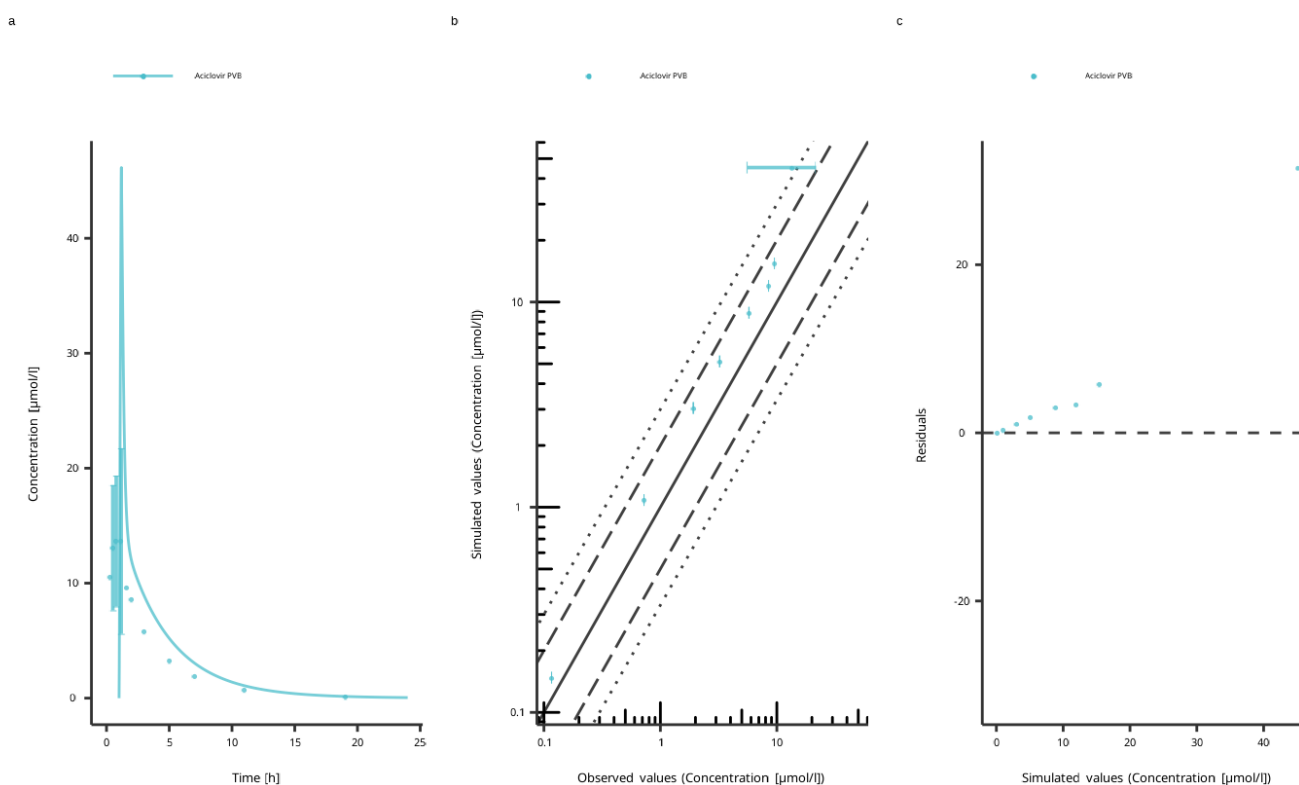 a
b
c
Aciclovir PVB
Aciclovir PVB
Aciclovir PVB
Concentration [µmol/l]
40
30
20
10
0
0
5
10
15
20
25
Time [h]
Simulated values (Concentration [µmol/l])
10
1
0.1
0.1
1
10
Observed values (Concentration [µmol/l])
Residuals
20
0
-20
0
10
20
30
40
Simulated values (Concentration [µmol/l])